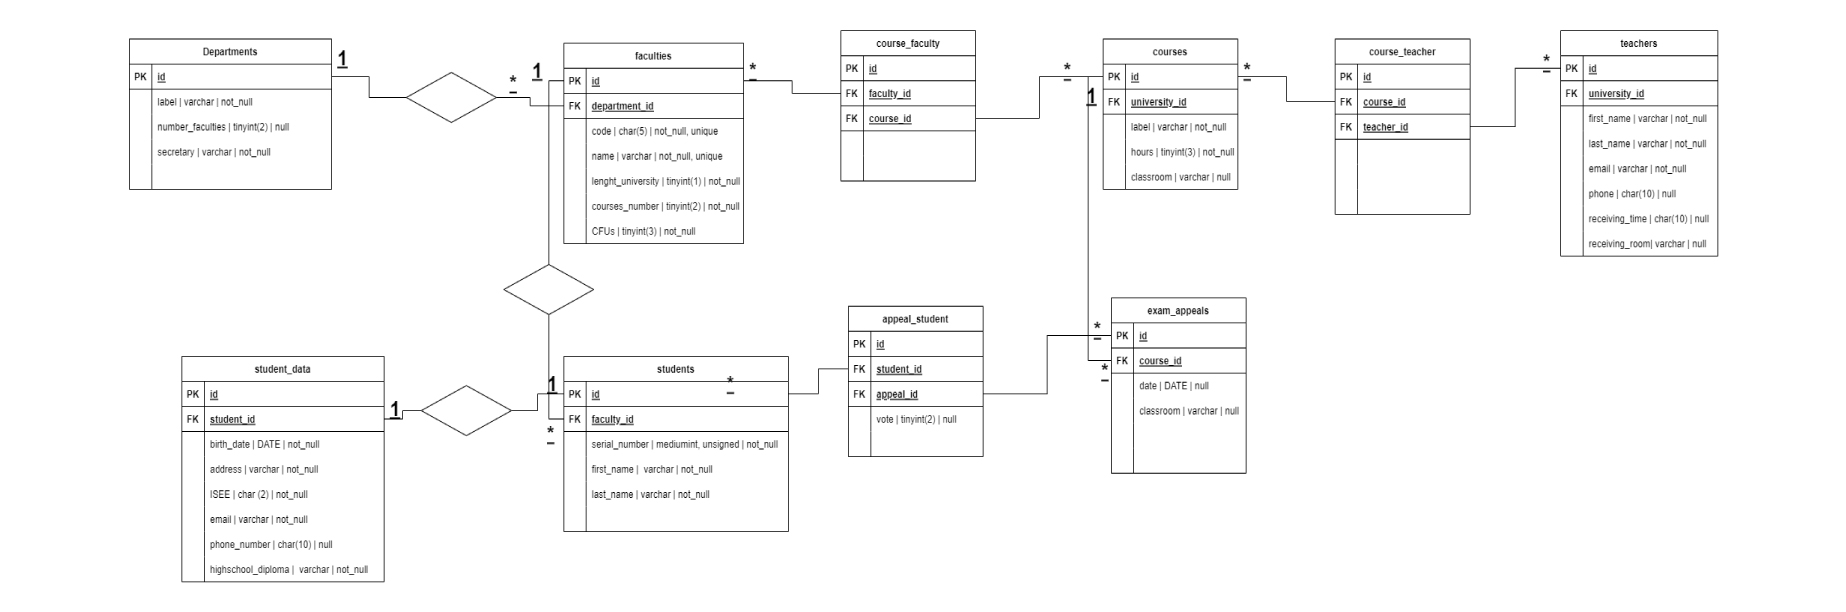 Departments
PK id
label | varchar | not_null
number_faculties | tinyint(2) | null
secretary | varchar | not_null
1
*
1
faculties
PK id
FK department_id
code | char(5) | not_null, unique
name | varchar | not_null, unique
lenght_university | tinyint(1) | not_null
courses_number | tinyint(2) | not_null
CFUs | tinyint(3) | not_null
*
course_faculty
PK id
FK faculty_id
FK course_id
*
1
courses
PK id
FK university_id
label | varchar | not_null
hours | tinyint(3) | not_null
classroom | varchar | null
*
course_teacher
PK id
FK course_id
FK teacher_id
*
teachers
PK id
FK university_id
first_name | varchar | not_null
last_name | varchar | not_null
email | varchar | not_null
phone | char(10) | null
receiving_time | char(10) | null
receiving_room| varchar | null
student_data
PK id
FK student_id
birth_date | DATE | not_null
address | varchar | not_null
ISEE | char (2) | not_null
email | varchar | not_null
phone_number | char(10) | null
highschool_diploma | varchar | not_null
1
1
*
students
PK id
FK faculty_id
serial_number | mediumint, unsigned | not_null
first_name | varchar | not_null
last_name | varchar | not_null
*
appeal_student
PK id
FK student_id
FK appeal_id
vote | tinyint(2) | null
*
*
exam_appeals
PK id
FK course_id
date | DATE | null
classroom | varchar | null